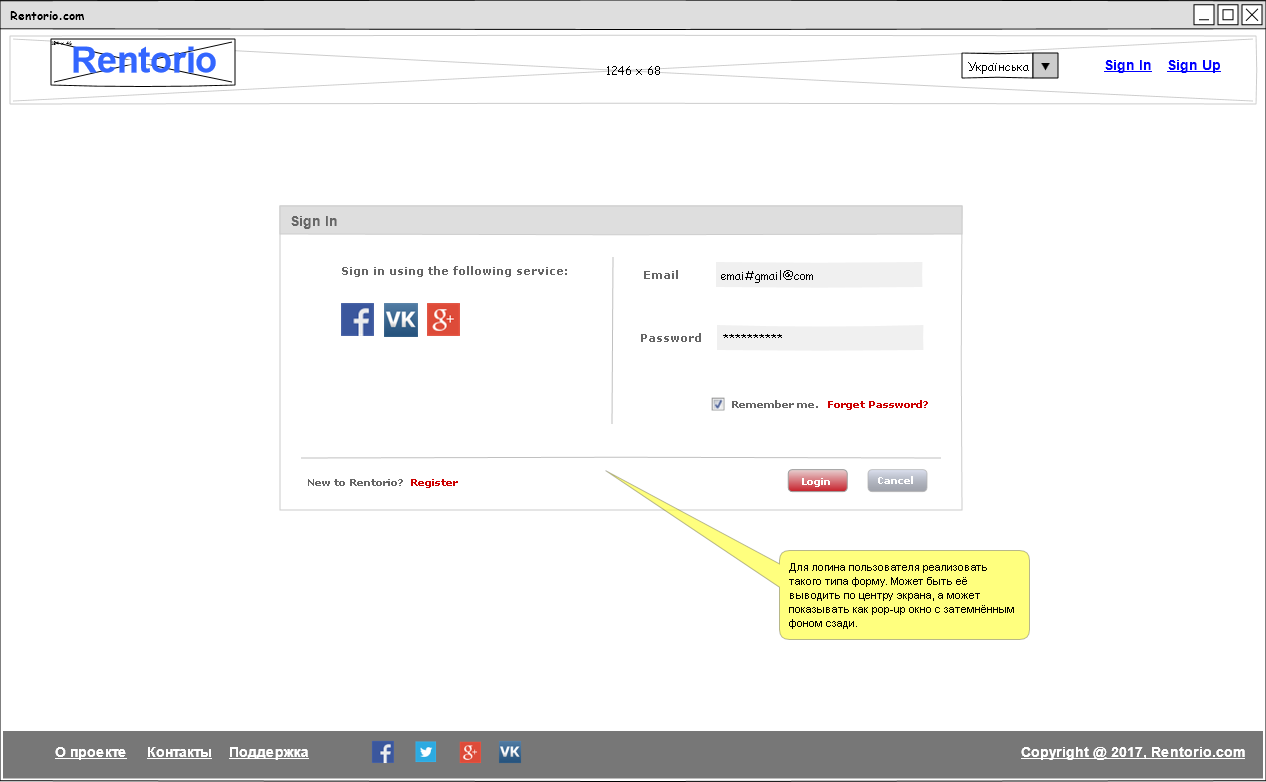 Rentorio.com
Rentorio
1246 × 68
Українська
Sign In
Sign Up
Sign In
Sign in using the following service:
VK
g+
Email
emai#gmail@com
Password
**********
Remember me. Forget Password?
New to Rentorio? Register
Login
Cancel
Для логина пользователя реализовать
такого типа форму. Может быть её
выводить по центру экрана, а может
показывать как pop-up окно с затемнённым
фоном сзади.
О проекте
Контакты
Поддержка
g+
VK
Copyright @ 2017, Rentorio.com